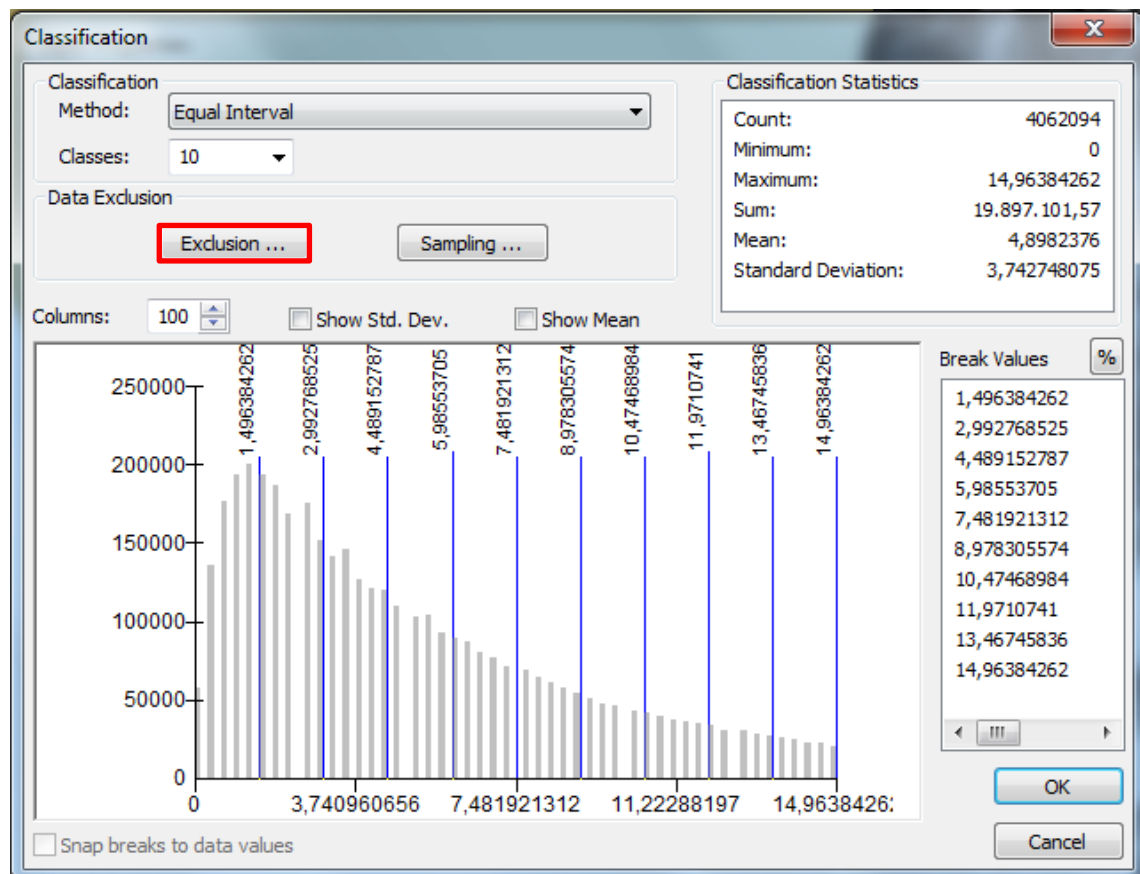 Classification
Classification
Method: Equal Interval
Classes: 10
Data Exclusion
Exclusion ...
Sampling ...
Classification Statistics
Count: 4062094
Minimum: 0
Maximum: 14,96384262
Sum: 19.897.101,57
Mean: 4,8982376
Standard Deviation: 3,742748075
Columns: 100
Show Std. Dev.
Show Mean
1,496384262
2,992768525
4,489152787
5,98553705
7,481921312
8,978305574
10,47468984
11,9710741
13,46745836
14,96384262
250000
200000
150000
100000
50000
0
0 3,740960656 7,481921312 11,22288197 14,96384262
Break Values %
1,496384262
2,992768525
4,489152787
5,98553705
7,481921312
8,978305574
10,47468984
11,9710741
13,46745836
14,96384262
Snap breaks to data values
OK
Cancel